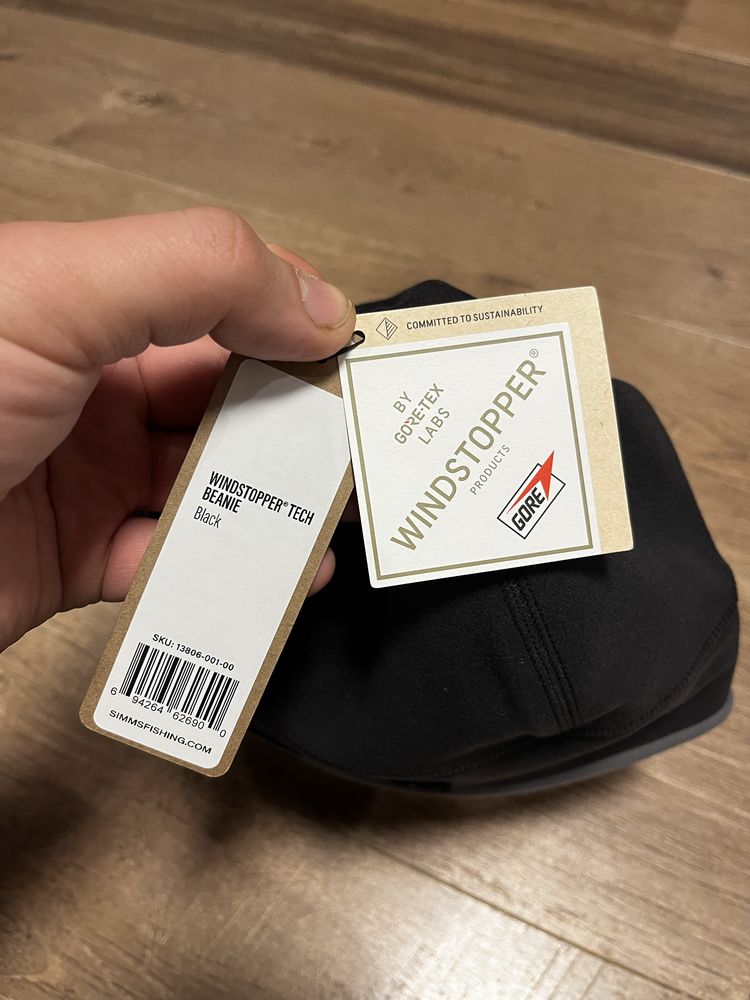 COMMITTED TO SUSTAINABILITY
BY
GORE-TEX
LABS
WINDSTOPPER®
PRODUCTS
GORE
WINDSTOPPER® TECH
BEANIE
Black
SKU: 13806-001-00
6 94264 62690 0
SIMMSFISHING.COM